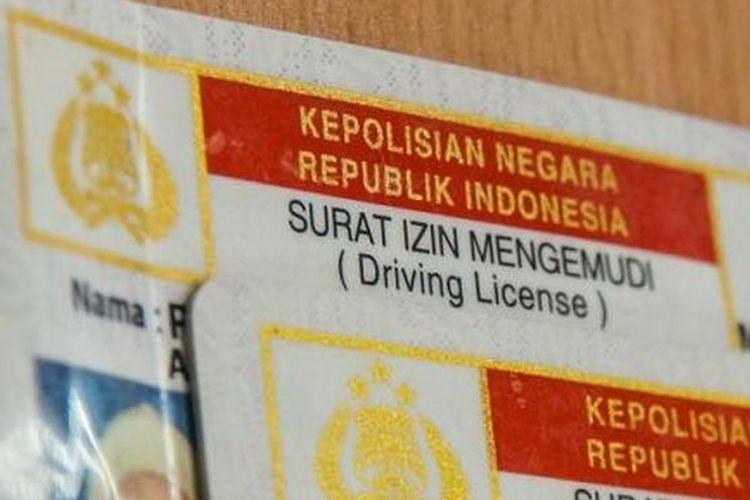 KEPOLISIAN NEGARA
REPUBLIK INDONESIA
SURAT IZIN MENGEMUDI
( Driving License )
Nama :
A
KEPOLISIA
REPUBLIK